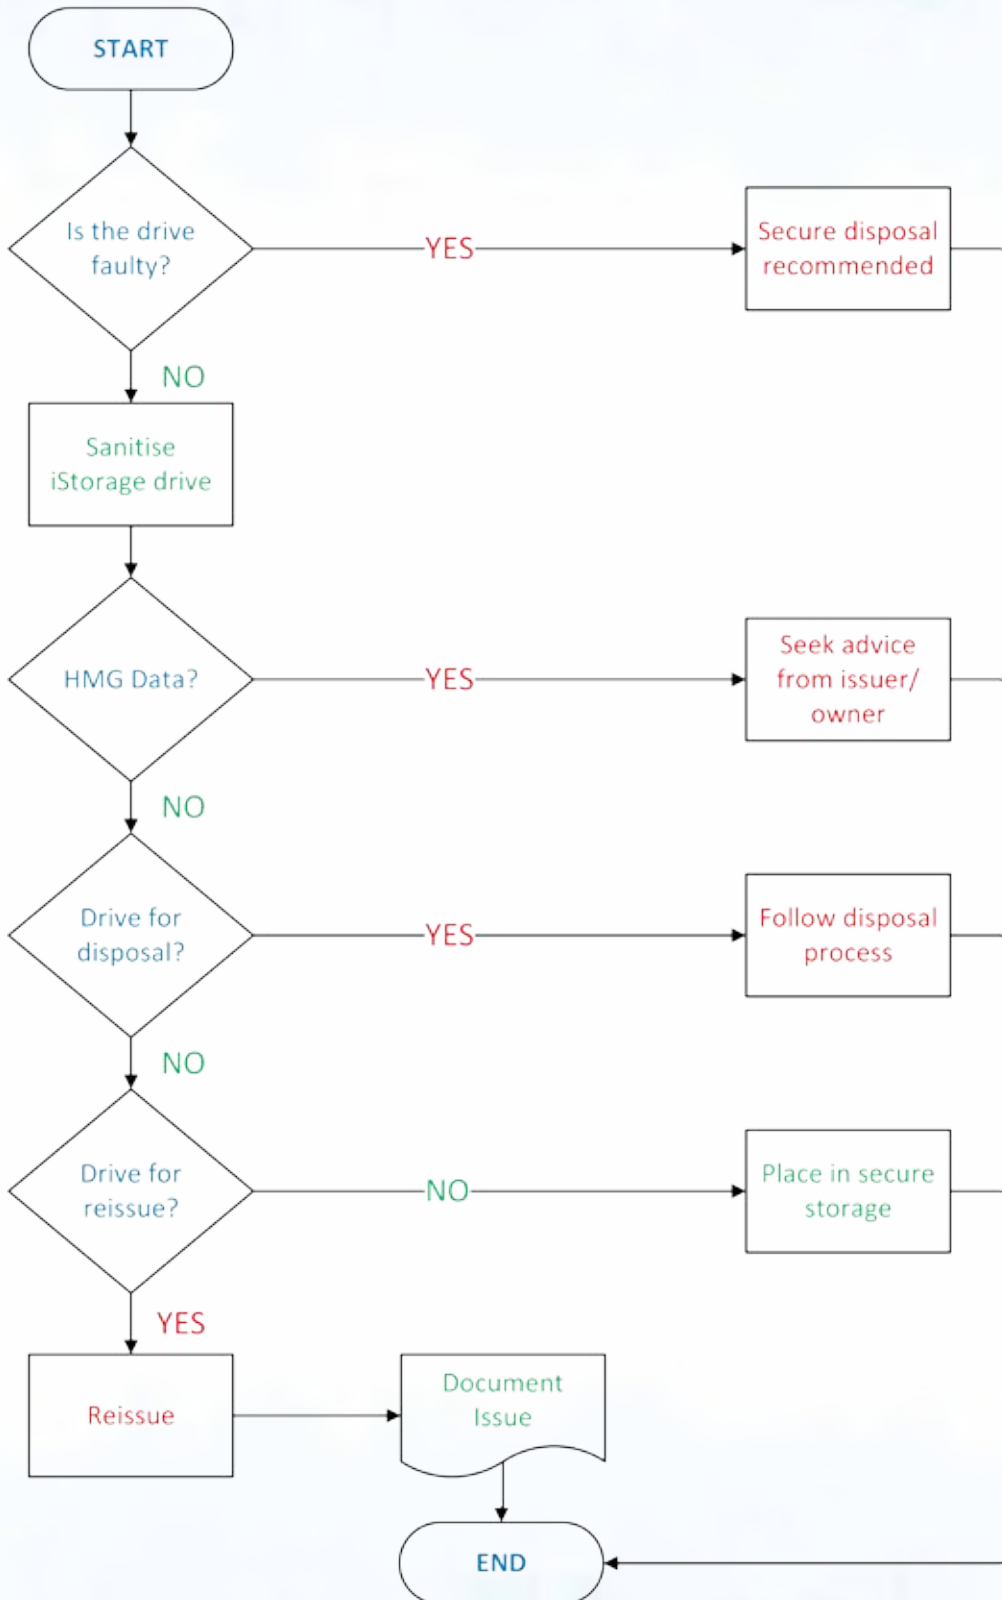 START
Is the drive
faulty?
YES
Secure disposal
recommended
NO
Sanitise
iStorage drive
HMG Data?
YES
Seek advice
from issuer/
owner
NO
Drive for
disposal?
YES
Follow disposal
process
NO
Drive for
reissue?
NO
Place in secure
storage
YES
Reissue
Document
Issue
END